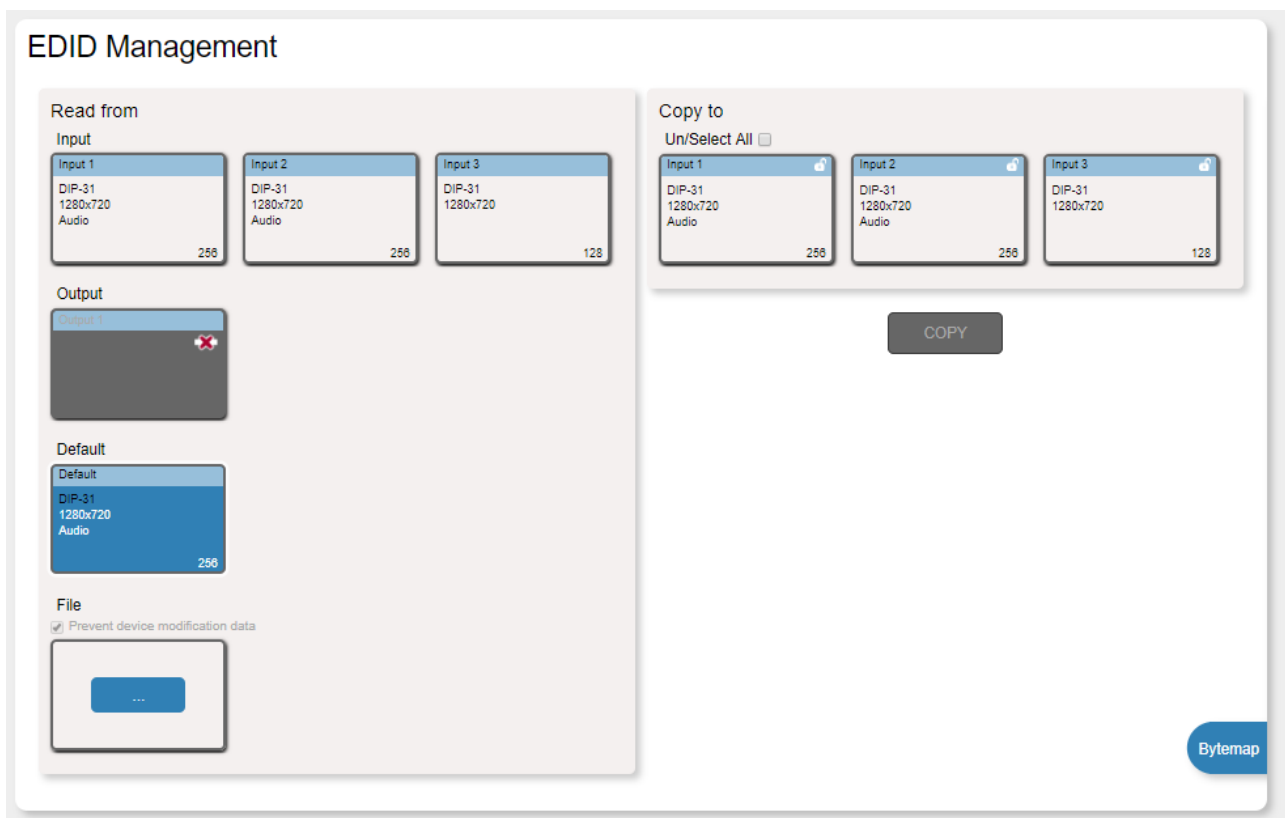 EDID Management
Read from
Input
Input 1
DIP-31
1280x720
Audio
256
Input 2
DIP-31
1280x720
Audio
256
Input 3
DIP-31
1280x720
128
Output
Output 1
Default
Default
DIP-31
1280x720
Audio
256
File
Prevent device modification data
...
Copy to
Un/Select All
Input 1
DIP-31
1280x720
Audio
256
Input 2
DIP-31
1280x720
Audio
256
Input 3
DIP-31
1280x720
128
COPY
Bytemap